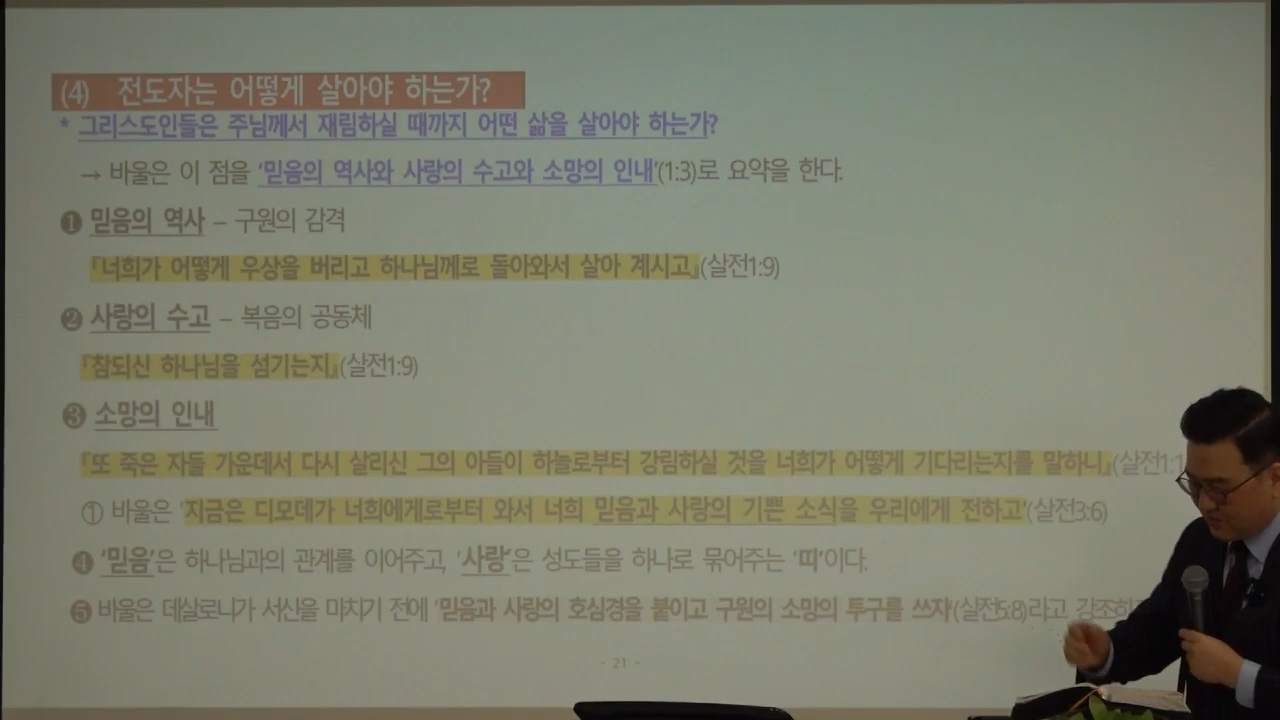 (4) 전도자는 어떻게 살아야 하는가?
* 그리스도인들은 주님께서 재림하실 때까지 어떤 삶을 살아야 하는가?
→ 바울은 이 점을 '믿음의 역사와 사랑의 수고와 소망의 인내'(1:3)로 요약을 한다.
❶ 믿음의 역사 – 구원의 감격
『너희가 어떻게 우상을 버리고 하나님께로 돌아와서 살아 계시고』(살전1:9)
❷ 사랑의 수고 – 복음의 공동체
『참되신 하나님을 섬기는지』(살전1:9)
❸ 소망의 인내
『또 죽은 자들 가운데서 다시 살리신 그의 아들이 하늘로부터 강림하실 것을 너희가 어떻게 기다리는지를 말하니』(살전1:1
① 바울은 '지금은 디모데가 너희에게로부터 와서 너희 믿음과 사랑의 기쁜 소식을 우리에게 전하고'(살전3:6)
❹ '믿음'은 하나님과의 관계를 이어주고, '사랑'은 성도들을 하나로 묶어주는 '띠'이다.
❺ 바울은 데살로니가 서신을 마치기 전에 '믿음과 사랑의 호심경을 붙이고 구원의 소망의 투구를 쓰자'(살전5:8)라고 강조하
- 21 -